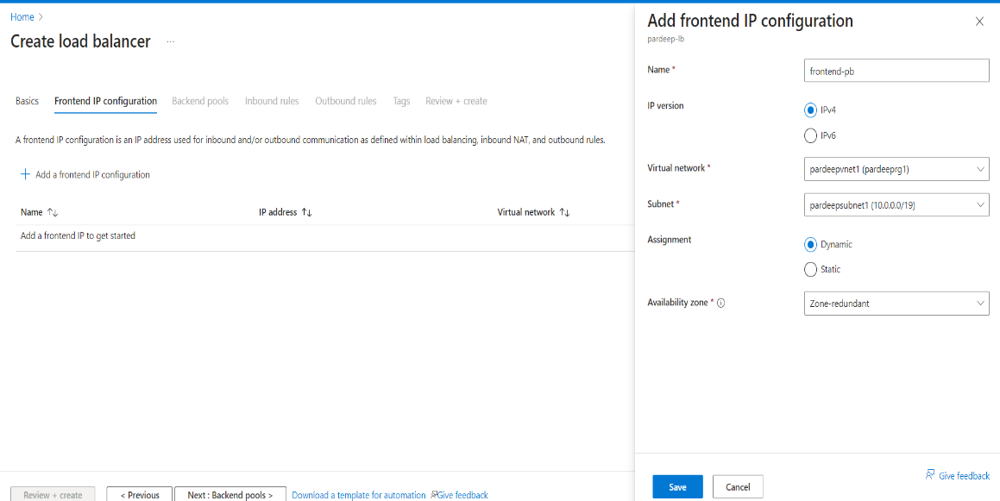 Home >
Create load balancer ...
Basics Frontend IP configuration Backend pools Inbound rules Outbound rules Tags Review + create
A frontend IP configuration is an IP address used for inbound and/or outbound communication as defined within load balancing, inbound NAT, and outbound rules.
+ Add a frontend IP configuration
Name ↑↓ IP address ↑↓ Virtual network ↑↓
Add a frontend IP to get started
Review + create < Previous Next : Backend pools > Download a template for automation Give feedback
Add frontend IP configuration
pardeep-lb
Name * frontend-pb
IP version IPv4
IPv6
Virtual network * pardeepvnet1 (pardeeprg1)
Subnet * pardeepsubnet1 (10.0.0.0/19)
Assignment Dynamic
Static
Availability zone * Zone-redundant
Give feedback
Save Cancel